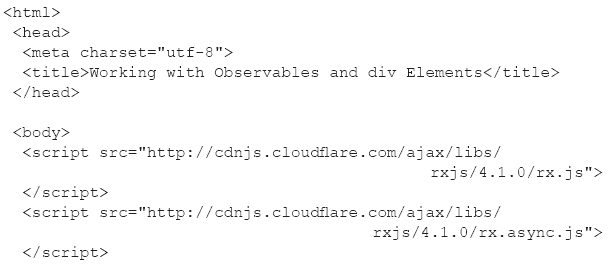 <html>
<head>
<meta charset="utf-8">
<title>Working with Observables and div Elements</title>
</head>
<body>
<script src="http://cdnjs.cloudflare.com/ajax/libs/
rxjs/4.1.0/rx.js">
</script>
<script src="http://cdnjs.cloudflare.com/ajax/libs/
rxjs/4.1.0/rx.async.js">
</script>